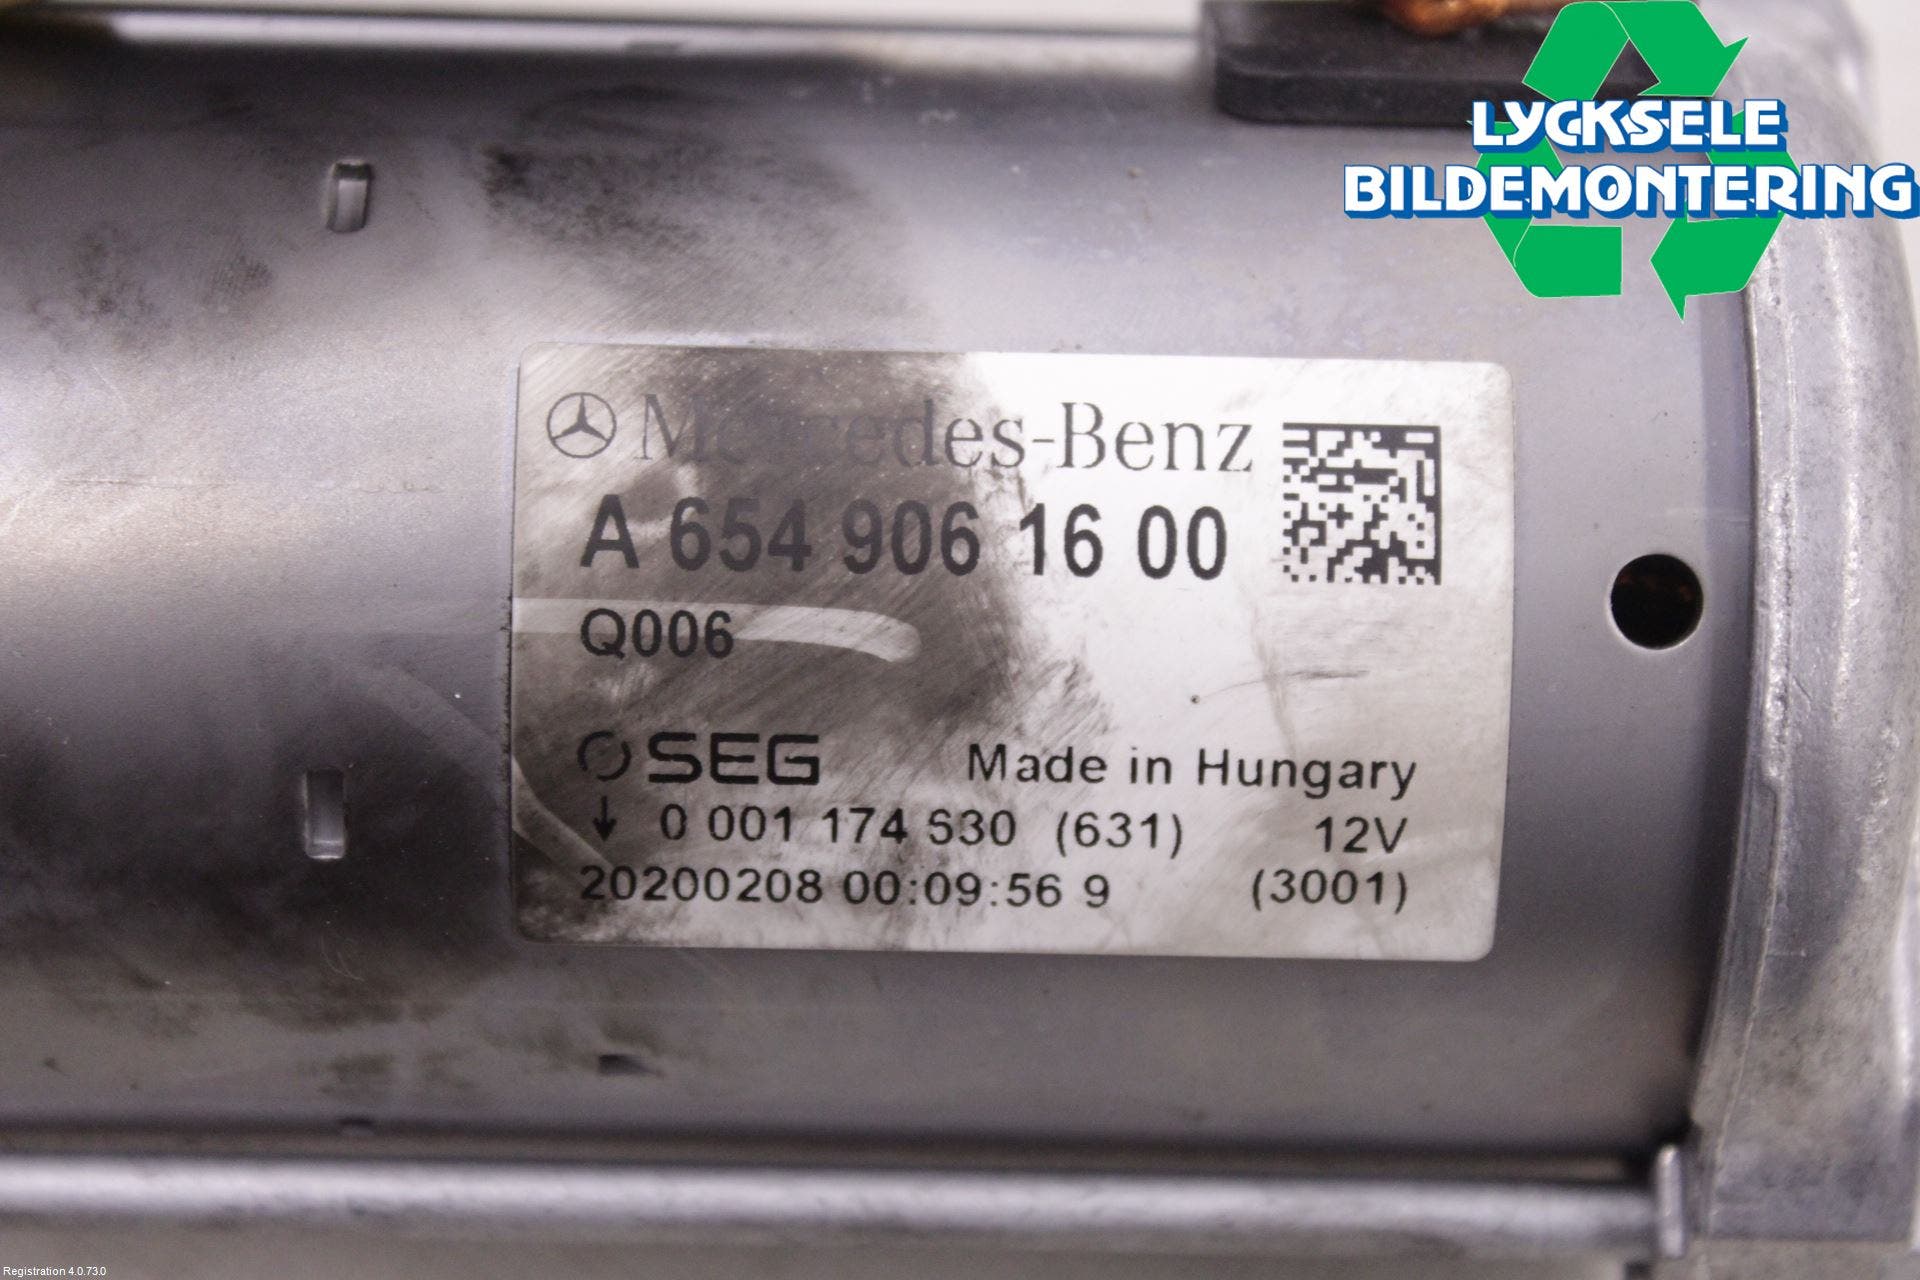 LYCKSELE
BILDEMONTERING
Mercedes-Benz
A 654 906 16 00
Q006
SEG Made in Hungary
0 001 174 630 (631) 12V
20200208 00:09:56 9 (3001)
Registration 4.0.73.0